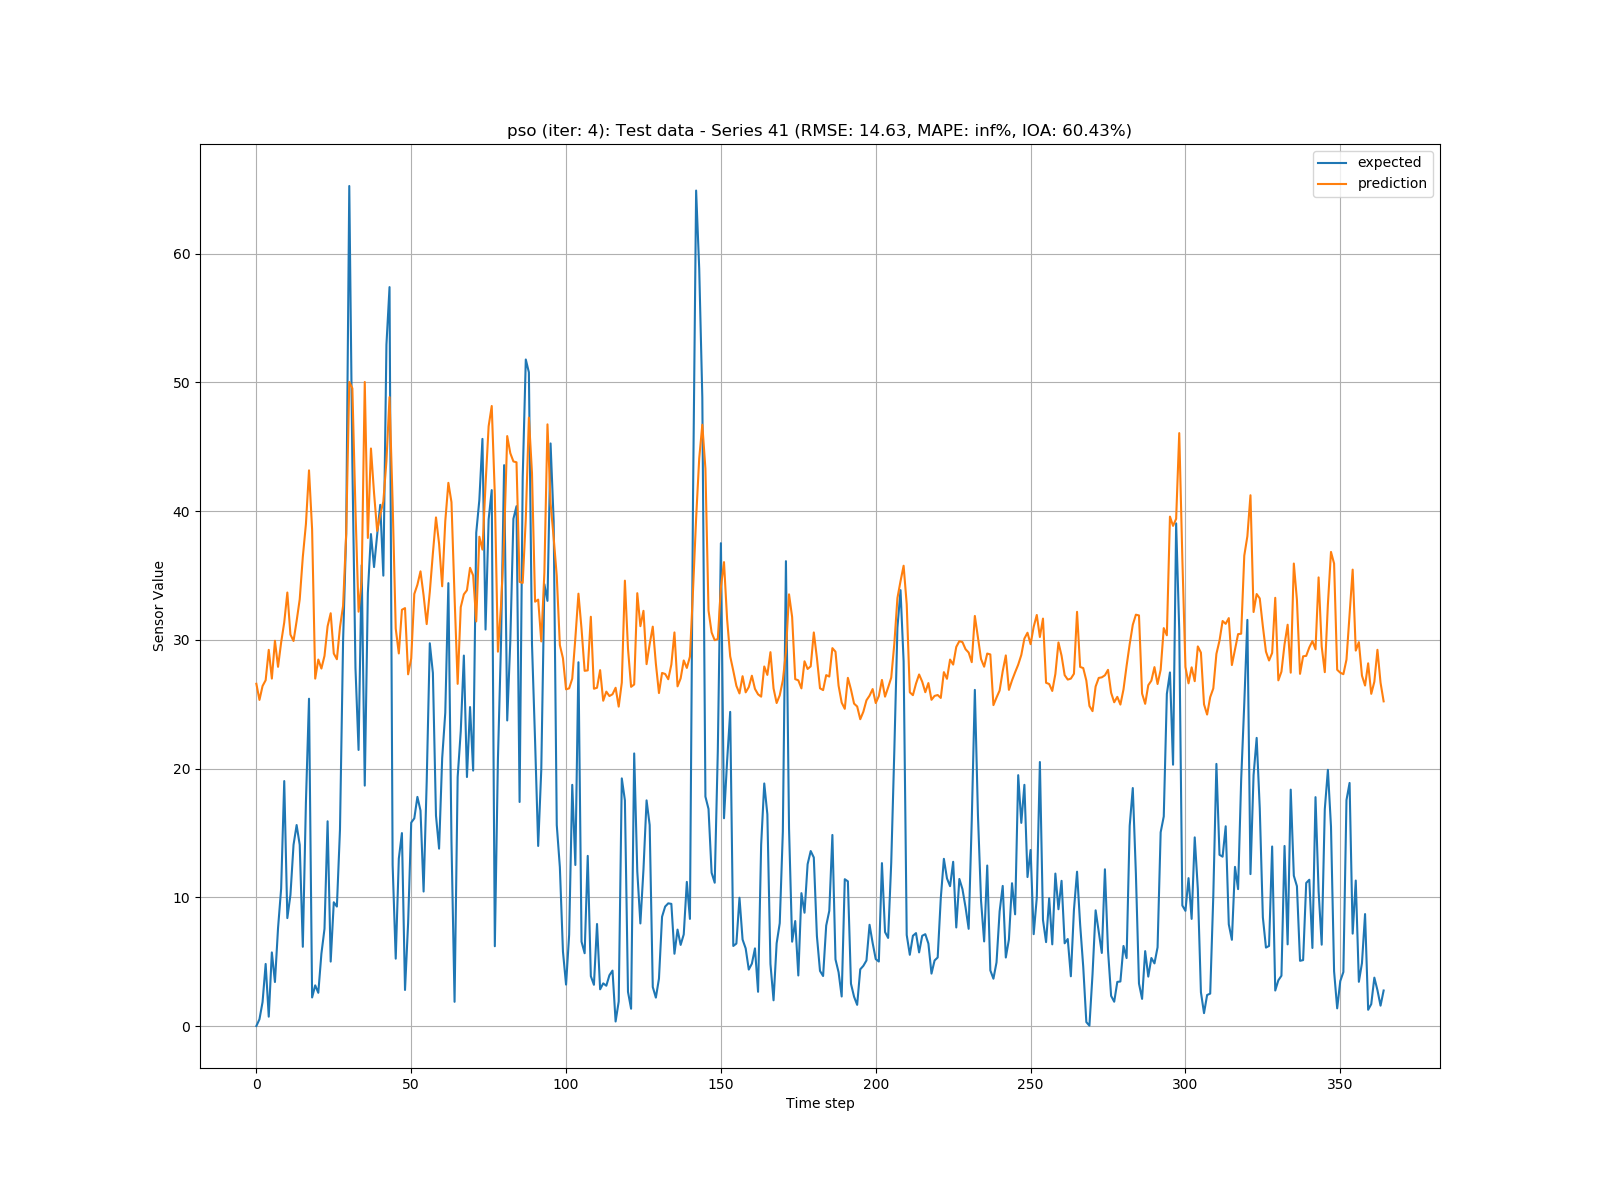 pso (iter: 4): Test data - Series 41 (RMSE: 14.63, MAPE: inf%, IOA: 60.43%)
expected
prediction
60
50
40
30
20
10
0
Sensor Value
0 50 100 150 200 250 300 350
Time step